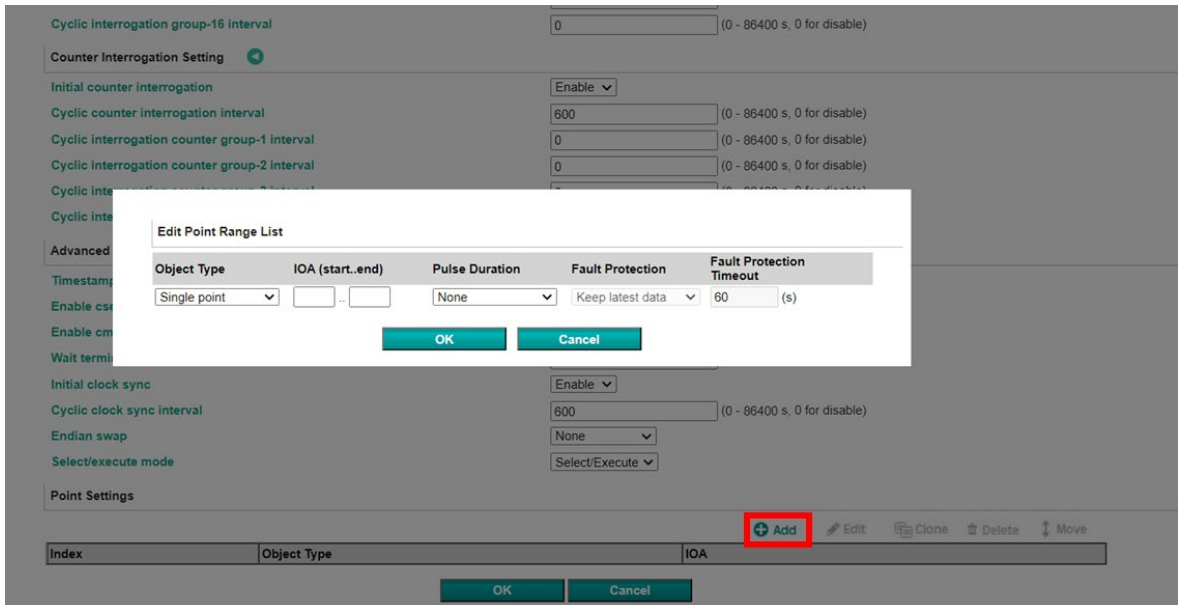 Cyclic interrogation group-16 interval 0 (0 - 86400 s, 0 for disable)
Counter Interrogation Setting
Initial counter interrogation Enable
Cyclic counter interrogation interval 600 (0 - 86400 s, 0 for disable)
Cyclic interrogation counter group-1 interval 0 (0 - 86400 s, 0 for disable)
Cyclic interrogation counter group-2 interval 0 (0 - 86400 s, 0 for disable)
Cyclic
Cyclic
Edit Point Range List
Advanced
Object Type IOA (start..end) Pulse Duration Fault Protection Fault Protection Timeout
Single point .. None Keep latest data 60 (s)
Enable
Enable
OK Cancel
Wait
Initial clock sync Enable
Cyclic clock sync interval 600 (0 - 86400 s, 0 for disable)
Endian swap None
Select/execute mode Select/Execute
Point Settings
Add Edit Clone Delete Move
Index Object Type IOA
OK Cancel